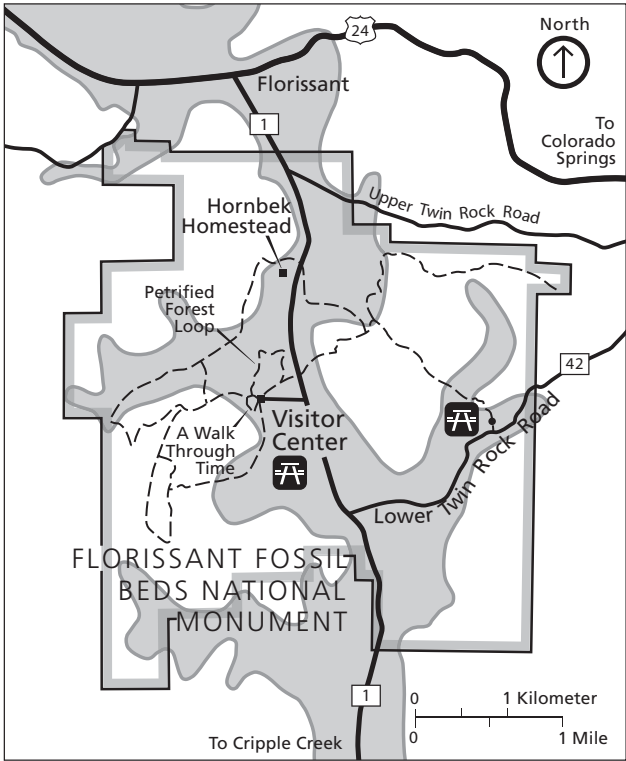 24
North
Florissant
1
To
Colorado
Springs
Upper Twin Rock Road
Hornbek
Homestead
Petrified
Forest
Loop
42
Visitor
Center
A Walk
Through
Time
Lower Twin Rock Road
FLORISSANT FOSSIL
BEDS NATIONAL
MONUMENT
1
0 1 Kilometer
0 1 Mile
To Cripple Creek